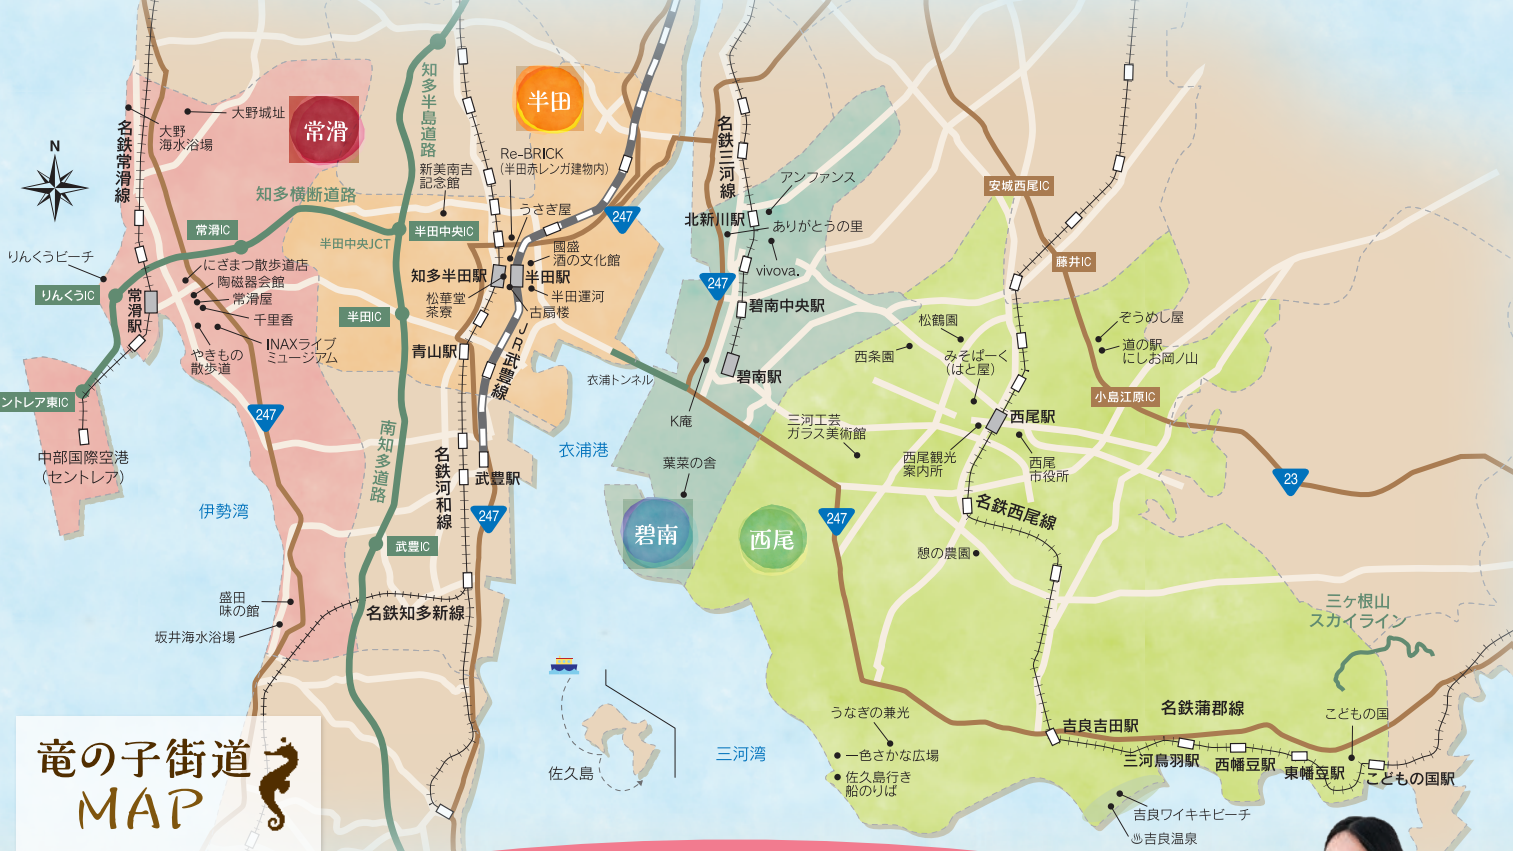 常滑
半田
碧南
西尾
N
名鉄常滑線
大野
海水浴場
大野城址
知多半島道路
知多横断道路
常滑IC
半田中央JCT
半田中央IC
新美南吉
記念館
Re-BRICK
(半田赤レンガ建物内)
うさぎ屋
國盛
酒の文化館
知多半田駅
半田駅
半田運河
松華堂
茶寮
古扇楼
りんくうビーチ
りんくうIC
常滑駅
にざまつ散歩道店
陶磁器会館
常滑屋
千里香
INAXライブ
ミュージアム
やきもの
散歩道
半田IC
青山駅
JR武豊線
ントレア東IC
中部国際空港
(セントレア)
247
247
247
247
247
23
伊勢湾
南知多道路
名鉄河和線
武豊駅
武豊IC
盛田
味の館
坂井海水浴場
名鉄知多新線
名鉄三河線
北新川駅
アンファンス
ありがとうの里
vivova.
碧南中央駅
碧南駅
衣浦トンネル
K庵
衣浦港
葉菜の舎
三河工芸
ガラス美術館
安城西尾IC
藤井IC
小島江原IC
松鶴園
西条園
みそぱーく
(はと屋)
ぞうめし屋
道の駅
にしお岡ノ山
西尾駅
西尾観光
案内所
西尾
市役所
名鉄西尾線
憩の農園
三ヶ根山
スカイライン
うなぎの兼光
一色さかな広場
佐久島行き
船のりば
佐久島
三河湾
吉良吉田駅
名鉄蒲郡線
三河鳥羽駅
西幡豆駅
東幡豆駅
こどもの国
こどもの国駅
吉良ワイキキビーチ
♨吉良温泉
竜の子街道
MAP